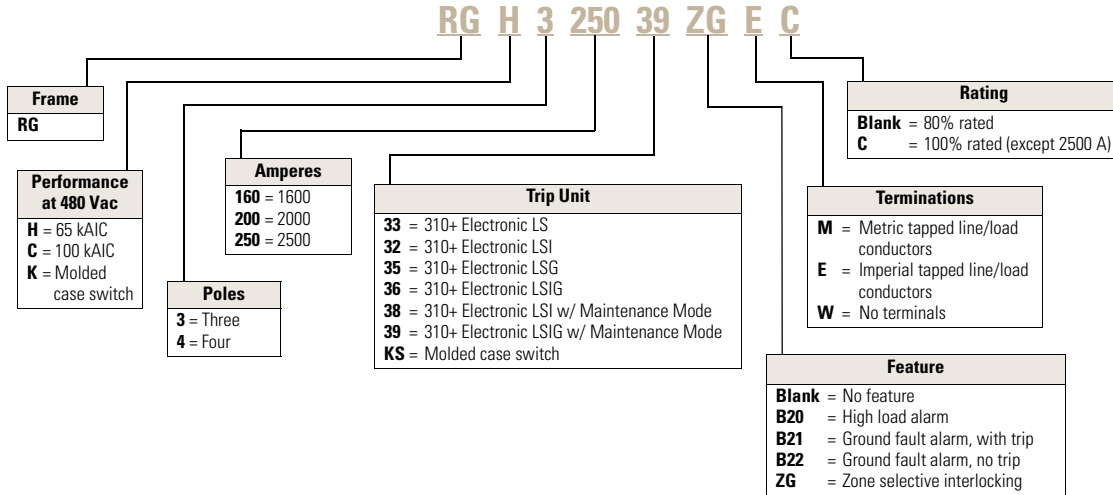 RG H 3 250 39 ZG E C
Frame
RG
Performance
at 480 Vac
H = 65 kAIC
C = 100 kAIC
K = Molded
case switch
Poles
3 = Three
4 = Four
Amperes
160 = 1600
200 = 2000
250 = 2500
Trip Unit
33 = 310+ Electronic LS
32 = 310+ Electronic LSI
35 = 310+ Electronic LSG
36 = 310+ Electronic LSIG
38 = 310+ Electronic LSI w/ Maintenance Mode
39 = 310+ Electronic LSIG w/ Maintenance Mode
KS = Molded case switch
Rating
Blank = 80% rated
C = 100% rated (except 2500 A)
Terminations
M = Metric tapped line/load
conductors
E = Imperial tapped line/load
conductors
W = No terminals
Feature
Blank = No feature
B20 = High load alarm
B21 = Ground fault alarm, with trip
B22 = Ground fault alarm, no trip
ZG = Zone selective interlocking